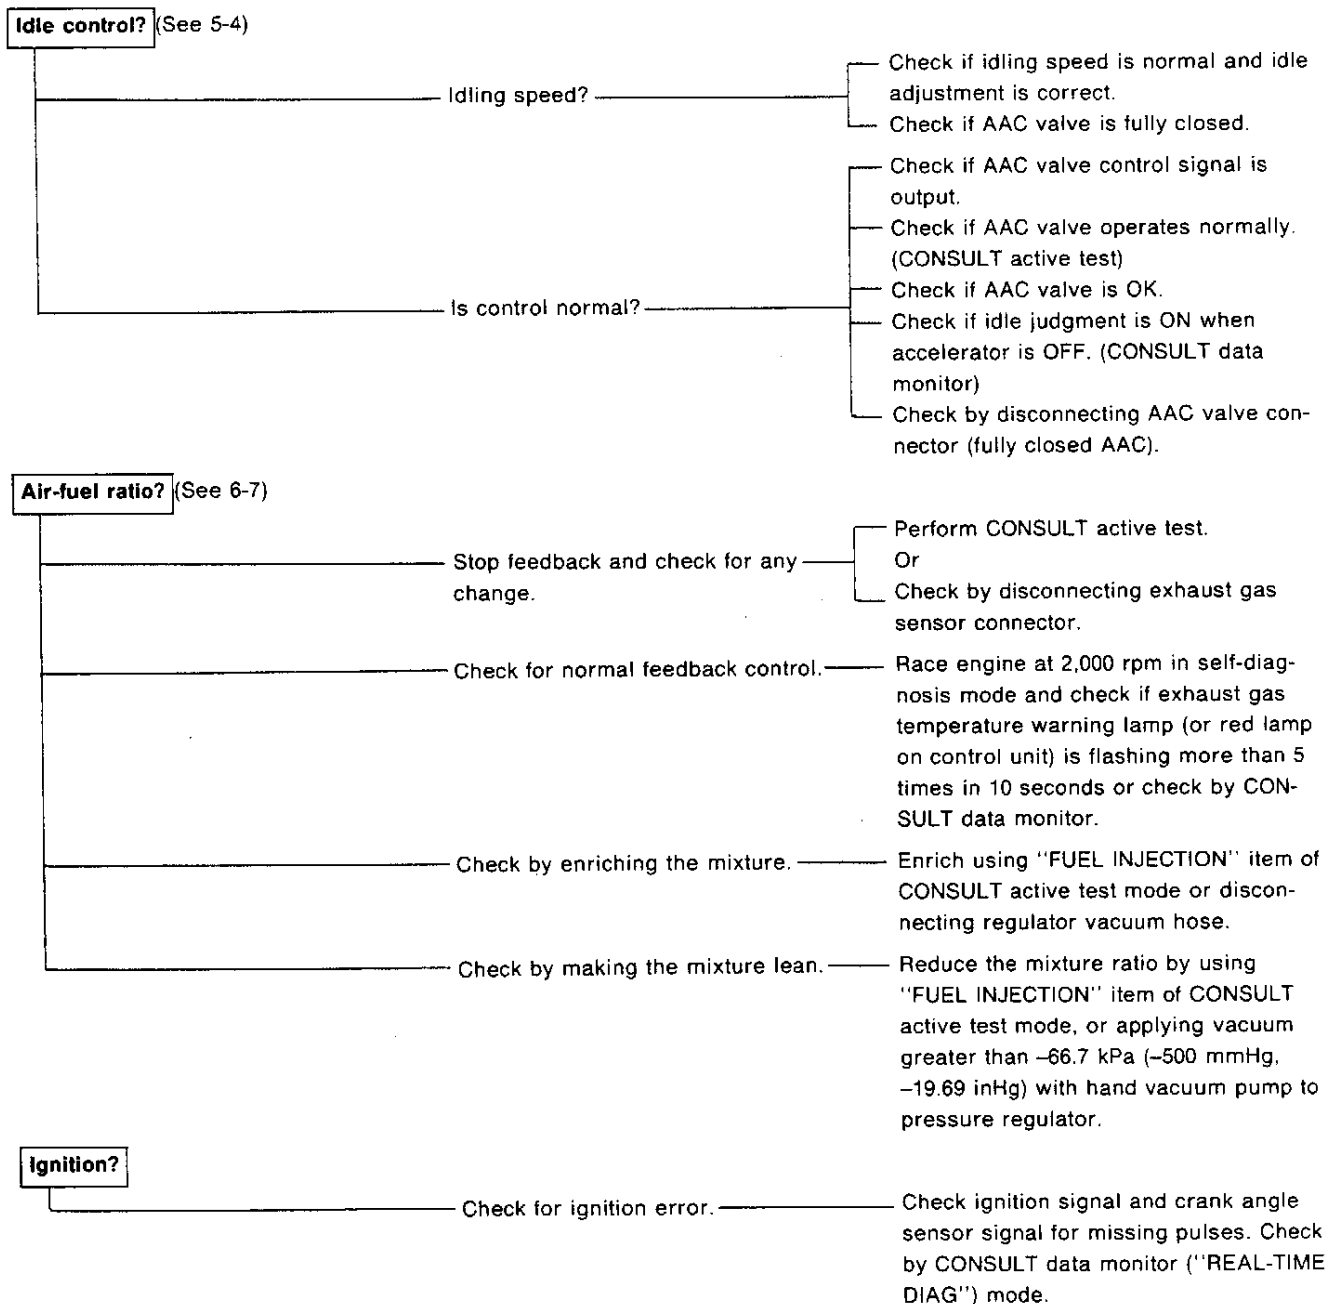 Idle control? (See 5-4)
Idling speed?
Check if idling speed is normal and idle
adjustment is correct.
Check if AAC valve is fully closed.
Is control normal?
Check if AAC valve control signal is
output.
Check if AAC valve operates normally.
(CONSULT active test)
Check if AAC valve is OK.
Check if idle judgment is ON when
accelerator is OFF. (CONSULT data
monitor)
Check by disconnecting AAC valve con-
nector (fully closed AAC).
Air-fuel ratio? (See 6-7)
Stop feedback and check for any
change.
Perform CONSULT active test.
Or
Check by disconnecting exhaust gas
sensor connector.
Check for normal feedback control.
Race engine at 2,000 rpm in self-diag-
nosis mode and check if exhaust gas
temperature warning lamp (or red lamp
on control unit) is flashing more than 5
times in 10 seconds or check by CON-
SULT data monitor.
Check by enriching the mixture.
Enrich using "FUEL INJECTION" item of
CONSULT active test mode or discon-
necting regulator vacuum hose.
Check by making the mixture lean.
Reduce the mixture ratio by using
"FUEL INJECTION" item of CONSULT
active test mode, or applying vacuum
greater than –66.7 kPa (–500 mmHg,
–19.69 inHg) with hand vacuum pump to
pressure regulator.
Ignition?
Check for ignition error.
Check ignition signal and crank angle
sensor signal for missing pulses. Check
by CONSULT data monitor ("REAL-TIME
DIAG") mode.